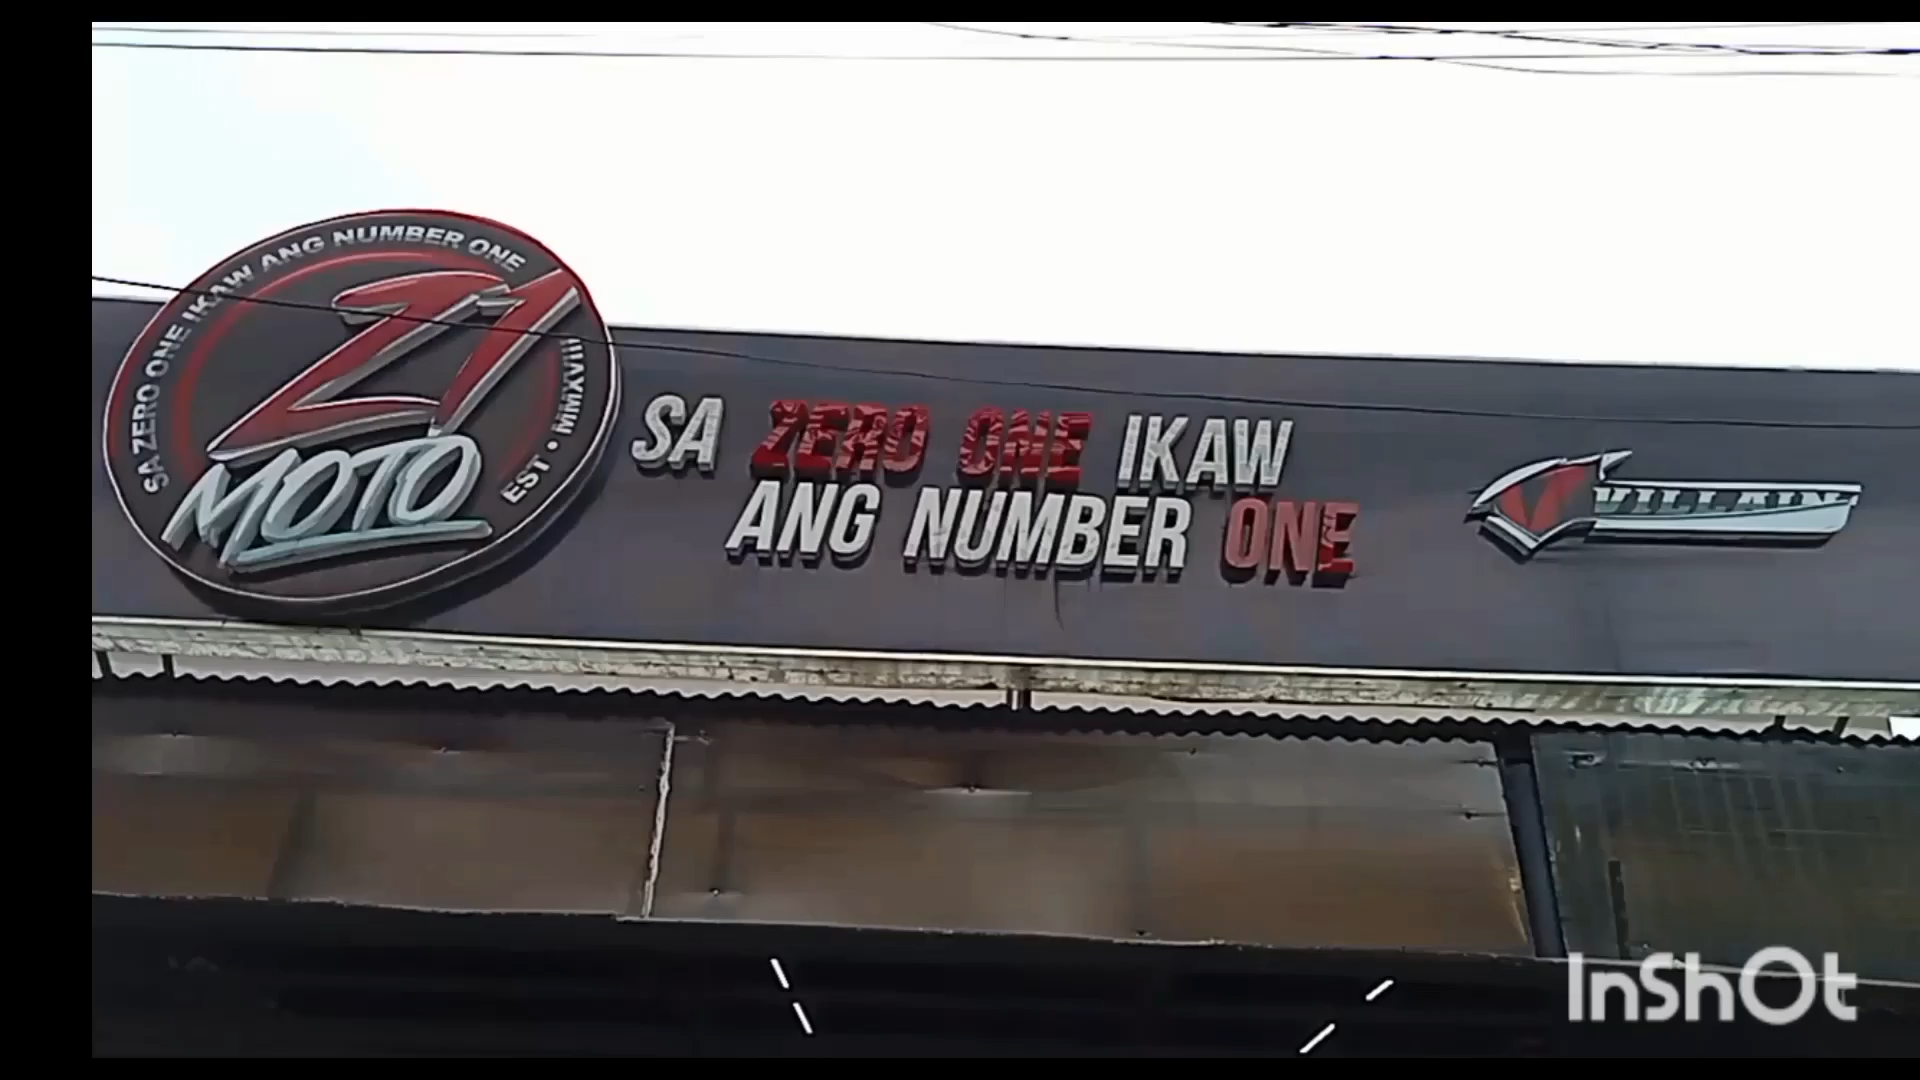 SA ZERO ONE IKAW ANG NUMBER ONE
EST • MMXVIII
Z1
MOTO
SA ZERO ONE IKAW
ANG NUMBER ONE
V VILLAIN
InShOt